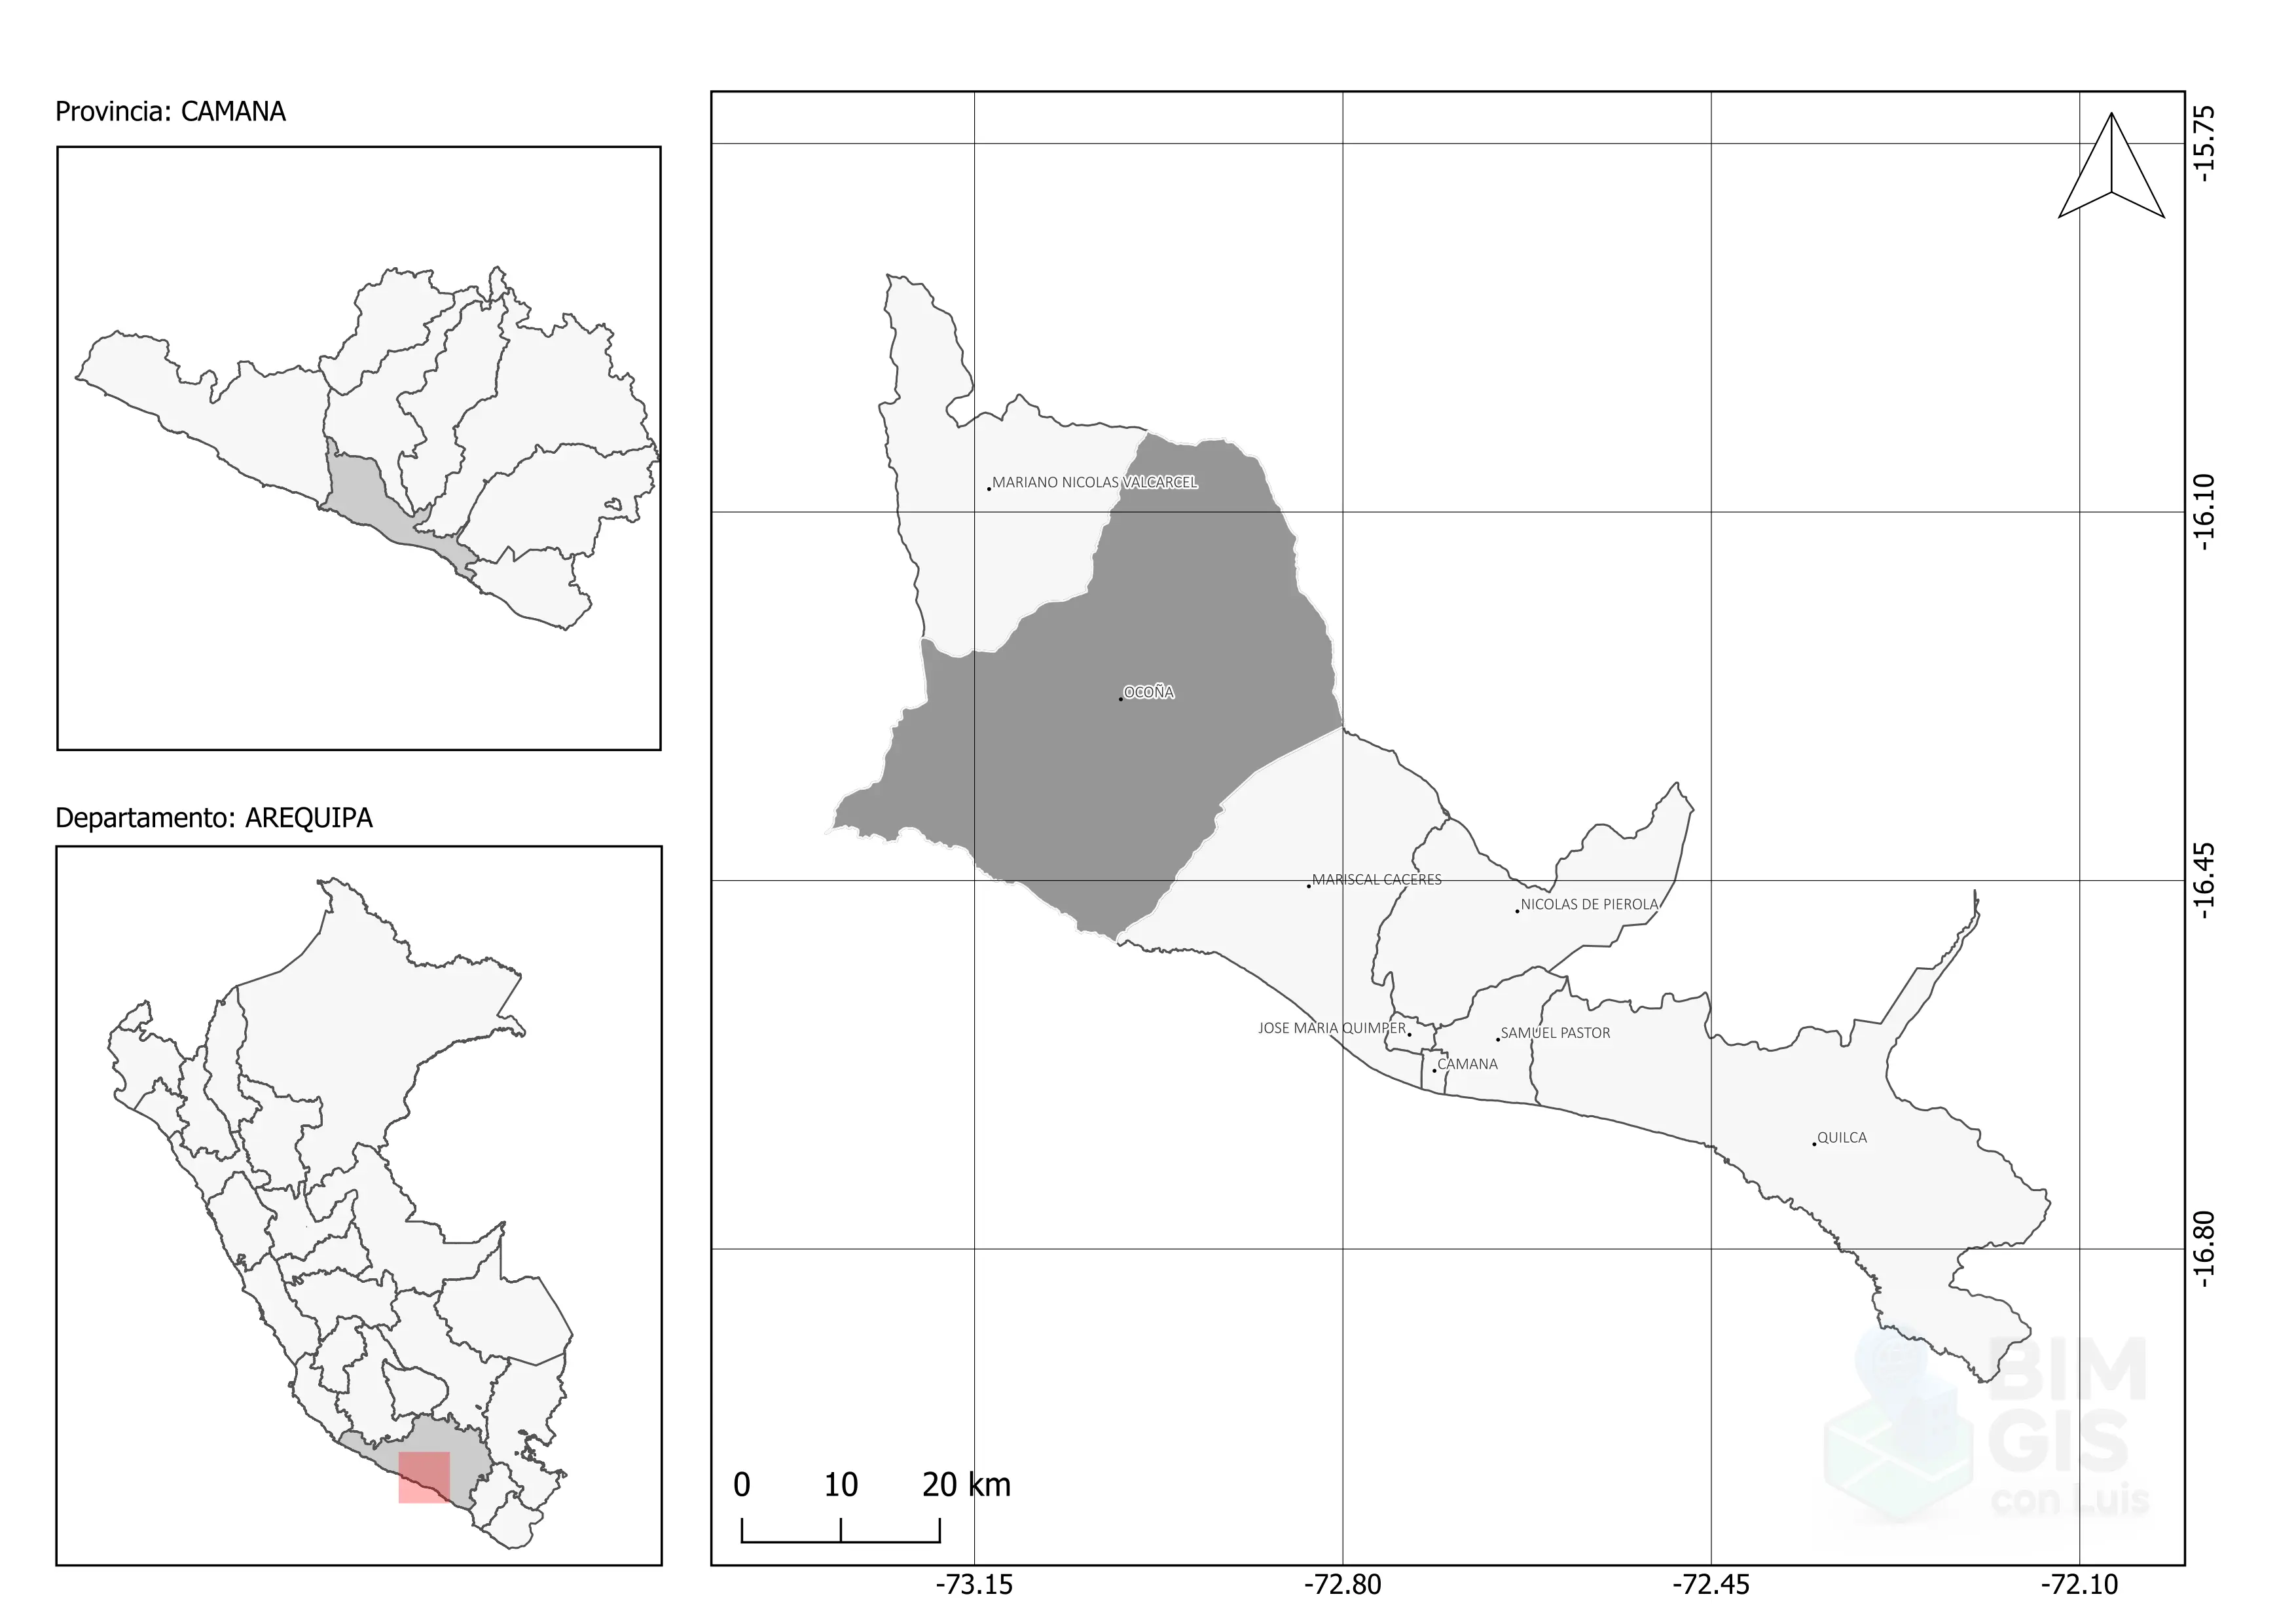 Provincia: CAMANA
Departamento: AREQUIPA
-15.75
-16.10
-16.45
-16.80
MARIANO NICOLAS VALCARCEL
OCOÑA
MARISCAL CACERES
NICOLAS DE PIEROLA
JOSE MARIA QUIMPER
SAMUEL PASTOR
CAMANA
QUILCA
BIM
GIS
con Luis
0 10 20 km
-73.15 -72.80 -72.45 -72.10